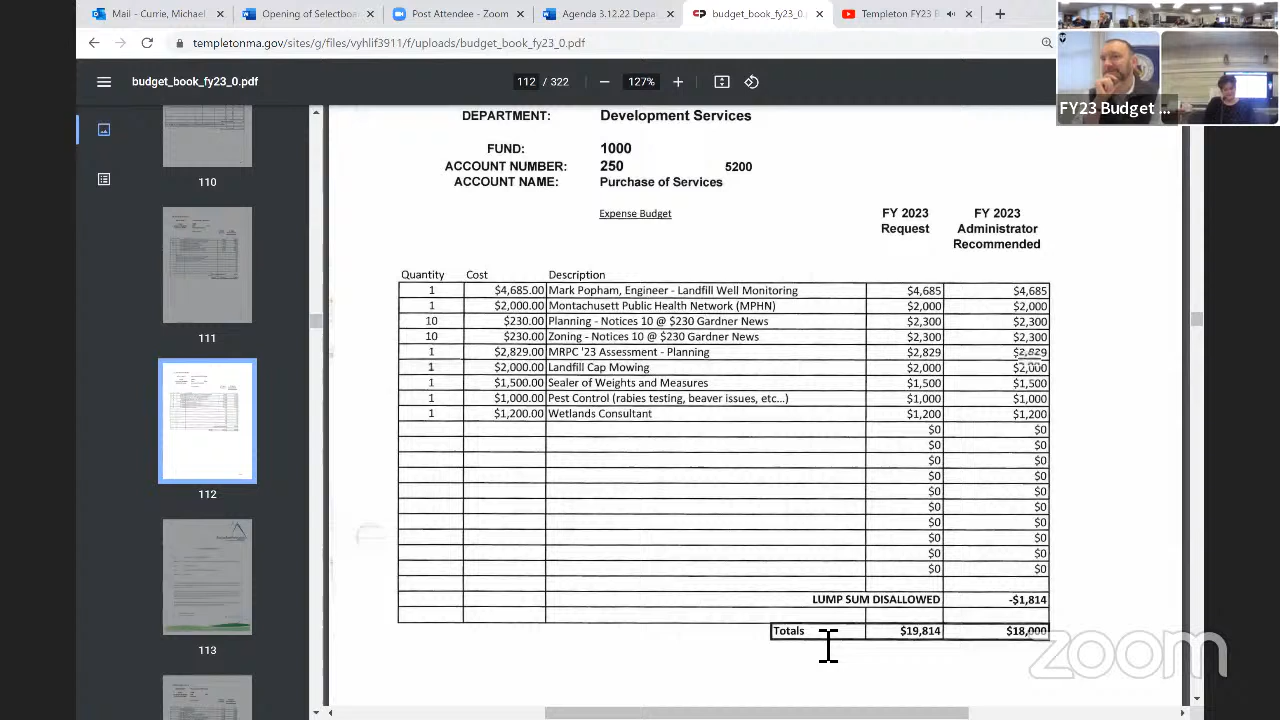 Mail - Currie, Michael
Opening of Selectboard
Post Attendee - Zoom
budget_book_fy23_0.pdf
Templeton FY23 B
templetonma.gov/sites/g/files/
budget_book_fy23_0.pdf
budget_book_fy23_0.pdf
112 / 322
127%
FY23 Budget ...
110
111
112
113
DEPARTMENT: Development Services
FUND: 1000
ACCOUNT NUMBER: 250 5200
ACCOUNT NAME: Purchase of Services
Expense Budget
FY 2023 FY 2023
Request Administrator
Recommended
Quantity Cost Description
1 $4,685.00 Mark Popham, Engineer - Landfill Well Monitoring $4,685 $4,685
1 $2,000.00 Montachusett Public Health Network (MPHN) $2,000 $2,000
10 $230.00 Planning - Notices 10 @ $230 Gardner News $2,300 $2,300
10 $230.00 Zoning - Notices 10 @ $230 Gardner News $2,300 $2,300
1 $2,829.00 MRPC '23 Assessment - Planning $2,829 $2,829
1 $2,000.00 Landfill Cap Mowing $2,000 $2,000
1 $1,500.00 Sealer of Weights and Measures $1,500 $1,500
1 $1,000.00 Pest Control (rabies testing, beaver issues, etc...) $1,000 $1,000
1 $1,200.00 Wetlands Consultant $1,200 $1,200
$0 $0
$0 $0
$0 $0
$0 $0
$0 $0
$0 $0
$0 $0
$0 $0
$0 $0
$0 $0
LUMP SUM DISALLOWED -$1,814
Totals $19,814 $18,000
zoom